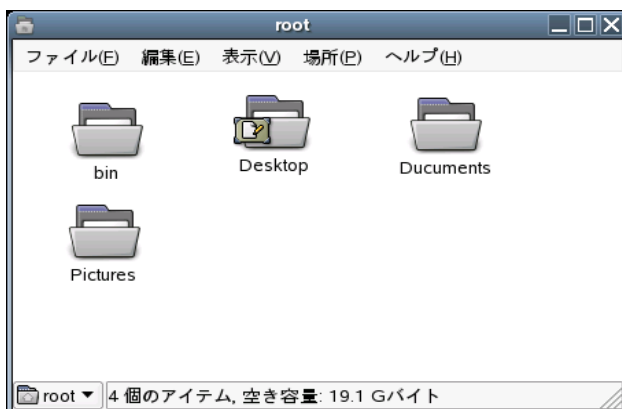 root
ファイル(F) 編集(E) 表示(V) 場所(P) ヘルプ(H)
bin Desktop Ducuments
Pictures
root 4 個のアイテム, 空き容量: 19.1 Gバイト